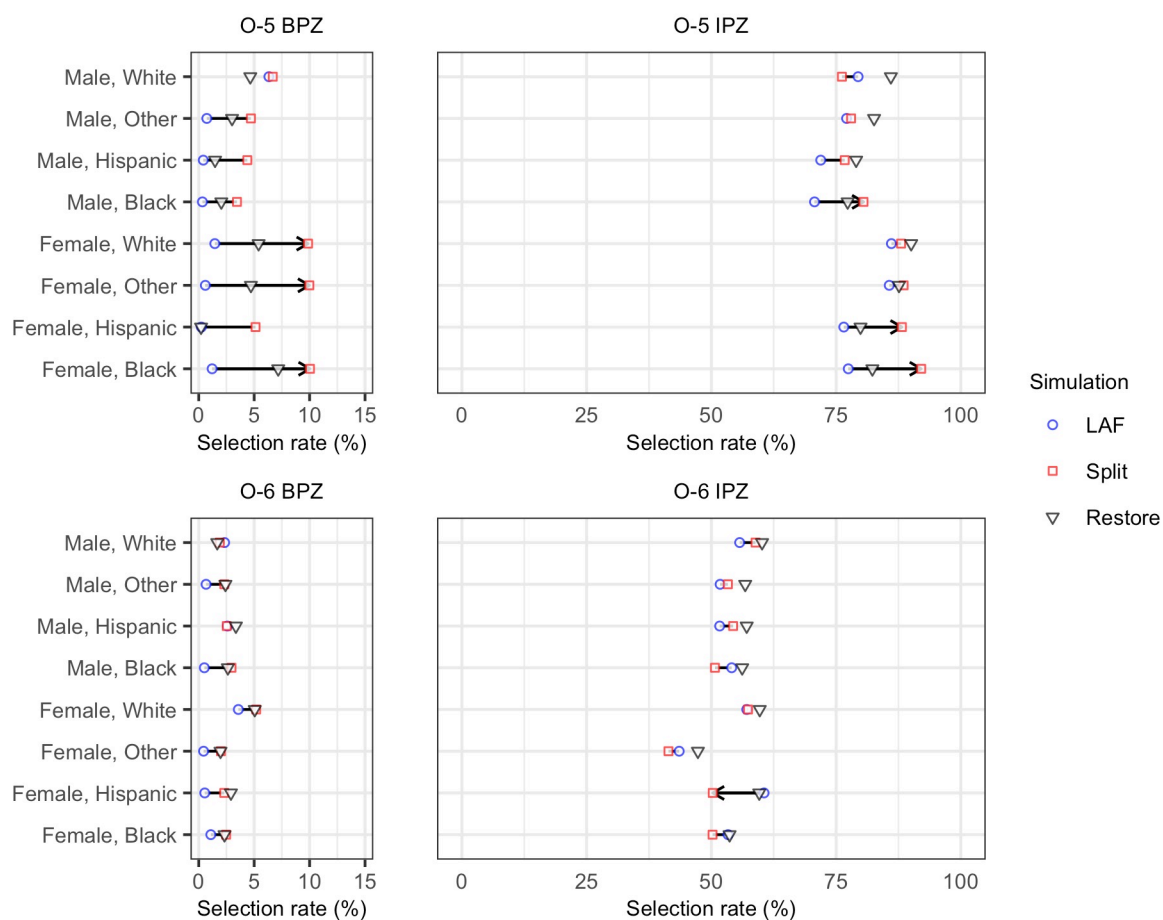 O-5 BPZ
O-5 IPZ
Male, White
Male, Other
Male, Hispanic
Male, Black
Female, White
Female, Other
Female, Hispanic
Female, Black
0 5 10 15
0 25 50 75 100
Selection rate (%)
Selection rate (%)
Simulation
LAF
Split
Restore
O-6 BPZ
O-6 IPZ
Male, White
Male, Other
Male, Hispanic
Male, Black
Female, White
Female, Other
Female, Hispanic
Female, Black
0 5 10 15
0 25 50 75 100
Selection rate (%)
Selection rate (%)